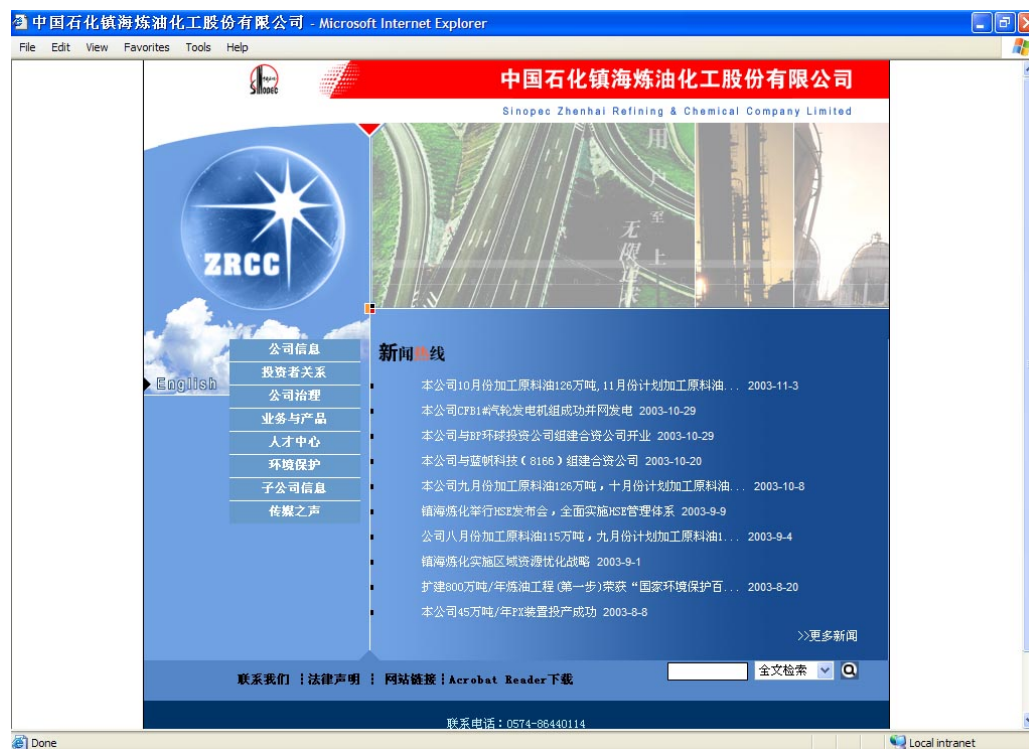 中国石化镇海炼油化工股份有限公司 - Microsoft Internet Explorer
File Edit View Favorites Tools Help
SINOPEC
中国石化镇海炼油化工股份有限公司
Sinopec Zhenhai Refining & Chemical Company Limited
用户至上
无限追求
ZRCC
English
公司信息
投资者关系
公司治理
业务与产品
人才中心
环境保护
子公司信息
传媒之声
新闻热线
本公司10月份加工原料油126万吨,11月份计划加工原料油... 2003-11-3
本公司CFB1#汽轮发电机组成功并网发电 2003-10-29
本公司与BP环球投资公司组建合资公司开业 2003-10-29
本公司与蓝帆科技(8166)组建合资公司 2003-10-20
本公司九月份加工原料油126万吨，十月份计划加工原料油... 2003-10-8
镇海炼化举行HSE发布会，全面实施HSE管理体系 2003-9-9
公司八月份加工原料油115万吨，九月份计划加工原料油1... 2003-9-4
镇海炼化实施区域资源优化战略 2003-9-1
扩建800万吨/年炼油工程(第一步)荣获“国家环境保护百... 2003-8-20
本公司45万吨/年PX装置投产成功 2003-8-8
>>更多新闻
联系我们 ┆法律声明 ┆ 网站链接┆Acrobat Reader下载
全文检索
联系电话：0574-86440114
Done
Local intranet